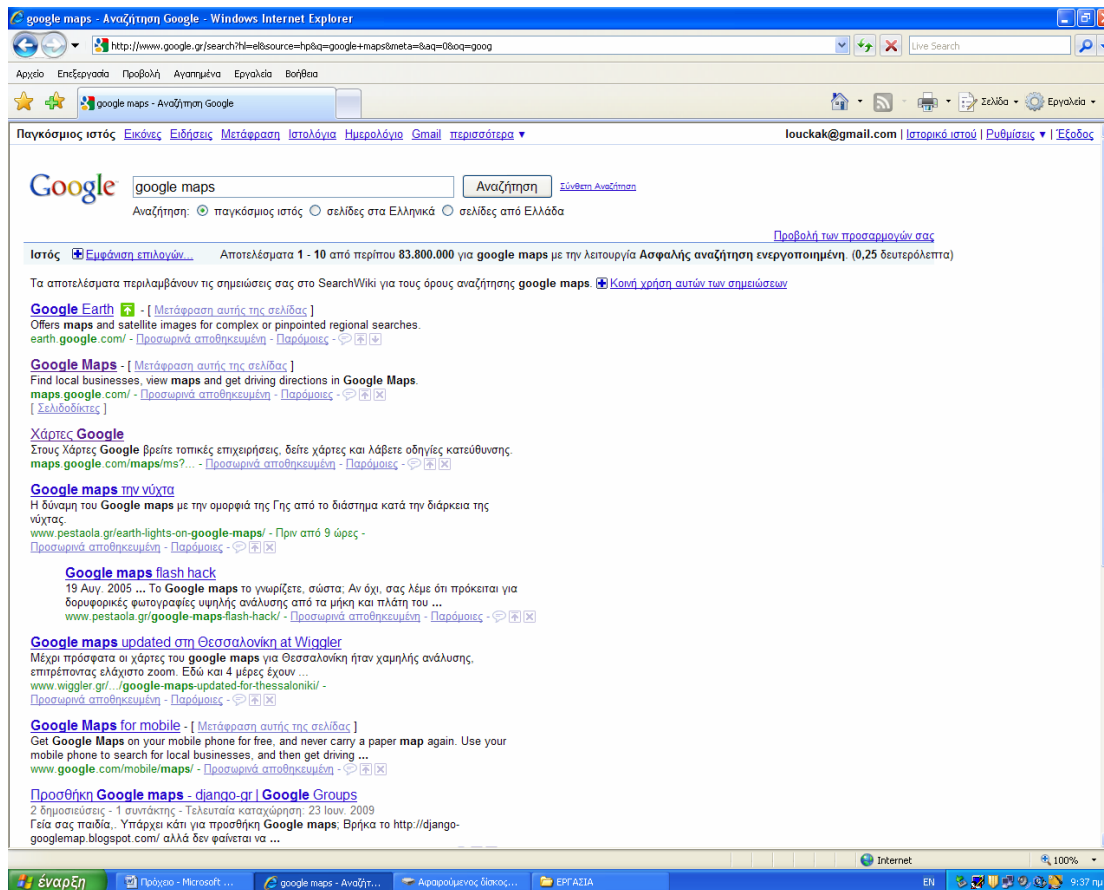 google maps - Αναζήτηση Google - Windows Internet Explorer
http://www.google.gr/search?hl=el&source=hp&q=google+maps&meta=&aq=0&oq=goog
Live Search
Αρχείο Επεξεργασία Προβολή Αγαπημένα Εργαλεία Βοήθεια
google maps - Αναζήτηση Google
Σελίδα Εργαλεία
Παγκόσμιος ιστός Εικόνες Ειδήσεις Μετάφραση Ιστολόγια Ημερολόγιο Gmail περισσότερα ▼
louckak@gmail.com | Ιστορικό ιστού | Ρυθμίσεις ▼ | Έξοδος
Google google maps Αναζήτηση Σύνθετη Αναζήτηση
Αναζήτηση: παγκόσμιος ιστός σελίδες στα Ελληνικά σελίδες από Ελλάδα
Προβολή των προσαρμογών σας
Ιστός Εμφάνιση επιλογών... Αποτελέσματα 1 - 10 από περίπου 83.800.000 για google maps με την λειτουργία Ασφαλής αναζήτηση ενεργοποιημένη. (0,25 δευτερόλεπτα)
Τα αποτελέσματα περιλαμβάνουν τις σημειώσεις σας στο SearchWiki για τους όρους αναζήτησης google maps. Κοινή χρήση αυτών των σημειώσεων
Google Earth - [ Μετάφραση αυτής της σελίδας ]
Offers maps and satellite images for complex or pinpointed regional searches.
earth.google.com/ - Προσωρινά αποθηκευμένη - Παρόμοιες -
Google Maps - [ Μετάφραση αυτής της σελίδας ]
Find local businesses, view maps and get driving directions in Google Maps.
maps.google.com/ - Προσωρινά αποθηκευμένη - Παρόμοιες -
[ Σελιδοδίκτες ]
Χάρτες Google
Στους Χάρτες Google βρείτε τοπικές επιχειρήσεις, δείτε χάρτες και λάβετε οδηγίες κατεύθυνσης.
maps.google.com/maps/ms?... - Προσωρινά αποθηκευμένη - Παρόμοιες -
Google maps την νύχτα
Η δύναμη του Google maps με την ομορφιά της Γης από το διάστημα κατά την διάρκεια της
νύχτας.
www.pestaola.gr/earth-lights-on-google-maps/ - Πριν από 9 ώρες -
Προσωρινά αποθηκευμένη - Παρόμοιες -
Google maps flash hack
19 Αυγ. 2005 ... Το Google maps το γνωρίζετε, σώστα; Αν όχι, σας λέμε ότι πρόκειται για
δορυφορικές φωτογραφίες υψηλής ανάλυσης από τα μήκη και πλάτη του ...
www.pestaola.gr/google-maps-flash-hack/ - Προσωρινά αποθηκευμένη - Παρόμοιες -
Google maps updated στη Θεσσαλονίκη at Wiggler
Μέχρι πρόσφατα οι χάρτες του google maps για Θεσσαλονίκη ήταν χαμηλής ανάλυσης,
επιτρέποντας ελάχιστο zoom. Εδώ και 4 μέρες έχουν ...
www.wiggler.gr/.../google-maps-updated-for-thessaloniki/ -
Προσωρινά αποθηκευμένη - Παρόμοιες -
Google Maps for mobile - [ Μετάφραση αυτής της σελίδας ]
Get Google Maps on your mobile phone for free, and never carry a paper map again. Use your
mobile phone to search for local businesses, and then get driving ...
www.google.com/mobile/maps/ - Προσωρινά αποθηκευμένη -
Προσθήκη Google maps - django-gr | Google Groups
2 δημοσιεύσεις - 1 συντάκτης - Τελευταία καταχώρηση: 23 Ιουν. 2009
Γεία σας παιδία,. Υπάρχει κάτι για προσθήκη Google maps; Βρήκα το http://django-
googlemap.blogspot.com/ αλλά δεν φαίνεται να ...
Internet 100%
έναρξη Πρόχειο - Microsoft ... google maps - Αναζήτ... Αφαιρούμενος δίσκος... ΕΡΓΑΣΙΑ EN 9:37 πμ